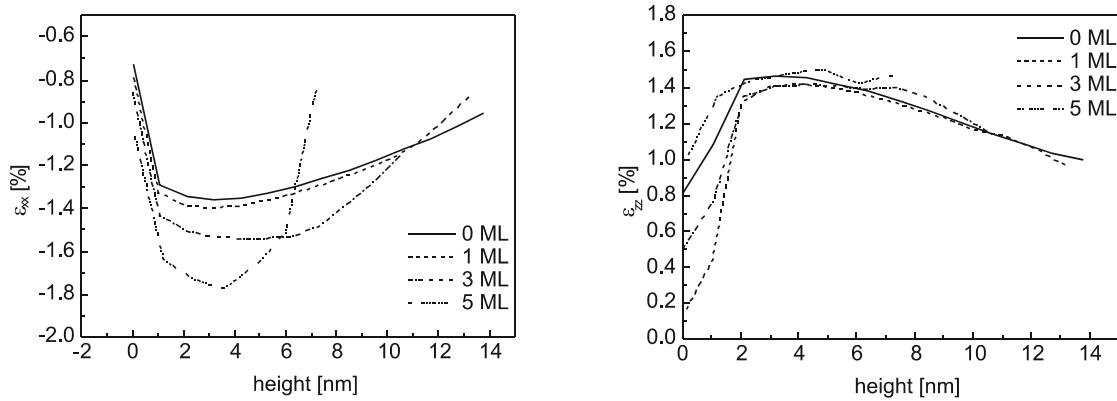 -0.6
-0.8
-1.0
-1.2
-1.4
-1.6
-1.8
-2.0
εxx [%]
-2 0 2 4 6 8 10 12 14
height [nm]
0 ML
1 ML
3 ML
5 ML
1.8
1.6
1.4
1.2
1.0
0.8
0.6
0.4
0.2
0.0
εzz [%]
0 2 4 6 8 10 12 14
height [nm]
0 ML
1 ML
3 ML
5 ML